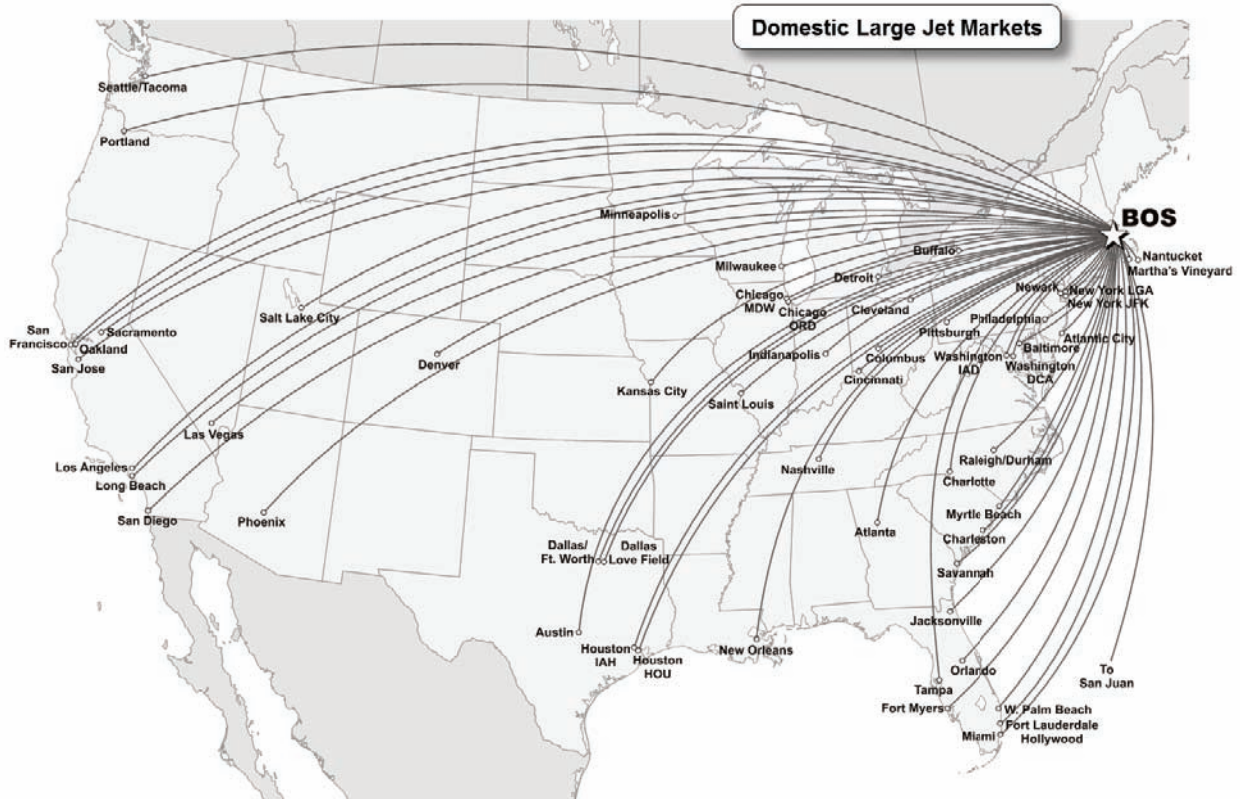 Domestic Large Jet Markets
Seattle/Tacoma
Portland
Minneapolis
BOS
Buffalo
Nantucket
Martha's Vineyard
Milwaukee
Detroit
Newark
New York LGA
New York JFK
Chicago
MDW
Chicago
ORD
Cleveland
Salt Lake City
Philadelphia
Pittsburgh
Atlantic City
San
Francisco
Sacramento
Oakland
San Jose
Baltimore
Indianapolis
Columbus
Washington
IAD
Washington
DCA
Denver
Cincinnati
Kansas City
Saint Louis
Las Vegas
Los Angeles
Long Beach
Nashville
Raleigh/Durham
Charlotte
San Diego
Phoenix
Myrtle Beach
Atlanta
Charleston
Dallas/
Ft. Worth
Dallas
Love Field
Savannah
Jacksonville
Austin
Houston
IAH
Houston
HOU
New Orleans
Orlando
To
San Juan
Tampa
Fort Myers
W. Palm Beach
Fort Lauderdale
Hollywood
Miami